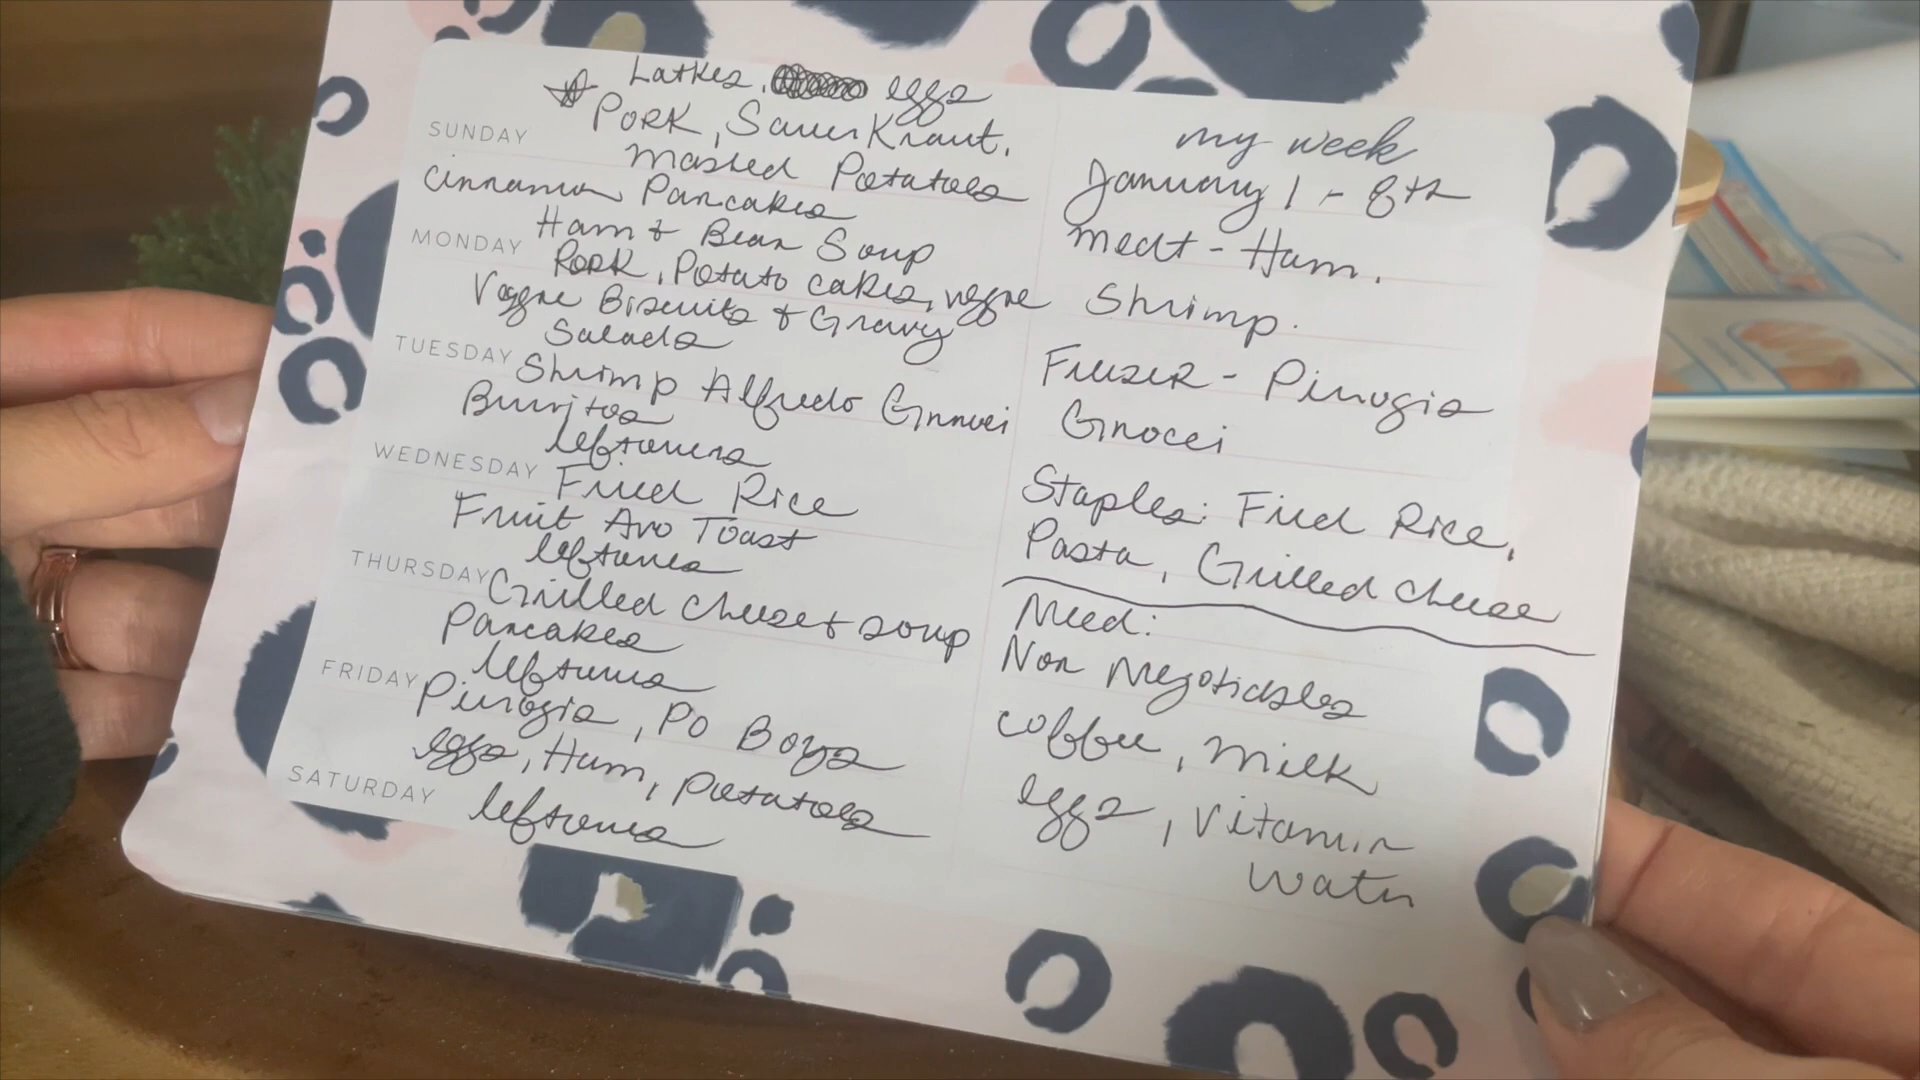 Latkes, eggs
SUNDAY
Pork, Sauerkraut,
mashed Potatoes
cinnamon Pancakes
MONDAY
Ham & Bean Soup
Pork, Potato cakes, veggie
Veggie Biscuits & Gravy
Salads
TUESDAY
Shrimp Alfredo Gnnoci
Burritos
leftovers
WEDNESDAY
Fried Rice
Fruit Avo Toast
leftovers
THURSDAY
Grilled cheese & soup
Pancakes
leftovers
FRIDAY
Pierogis, Po Boys
eggs, Ham, potatoes
SATURDAY
leftovers
my week
January 1 - 8th
meat - Ham.
Shrimp.
Freezer - Pierogis
Gnocci
Staples: Fried Rice,
Pasta, Grilled cheese
Need:
Non Negotiables
coffee, milk
eggs, Vitamin
Water